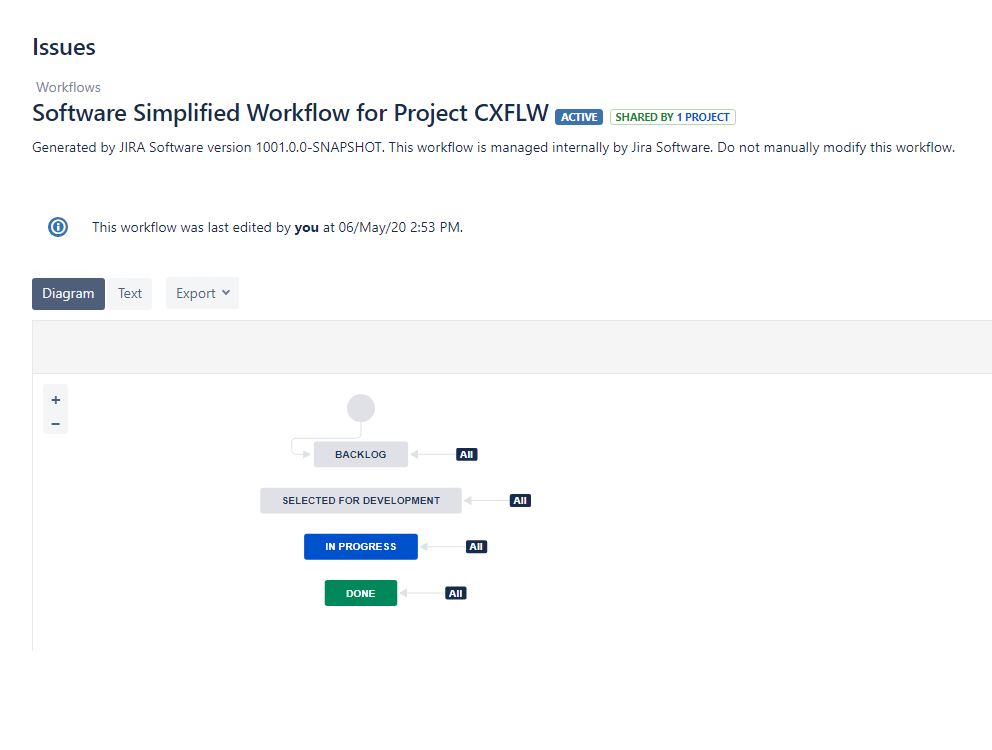 Issues
Workflows
Software Simplified Workflow for Project CXFLW ACTIVE SHARED BY 1 PROJECT
Generated by JIRA Software version 1001.0.0-SNAPSHOT. This workflow is managed internally by Jira Software. Do not manually modify this workflow.
This workflow was last edited by you at 06/May/20 2:53 PM.
Diagram Text Export
+
−
BACKLOG All
SELECTED FOR DEVELOPMENT All
IN PROGRESS All
DONE All